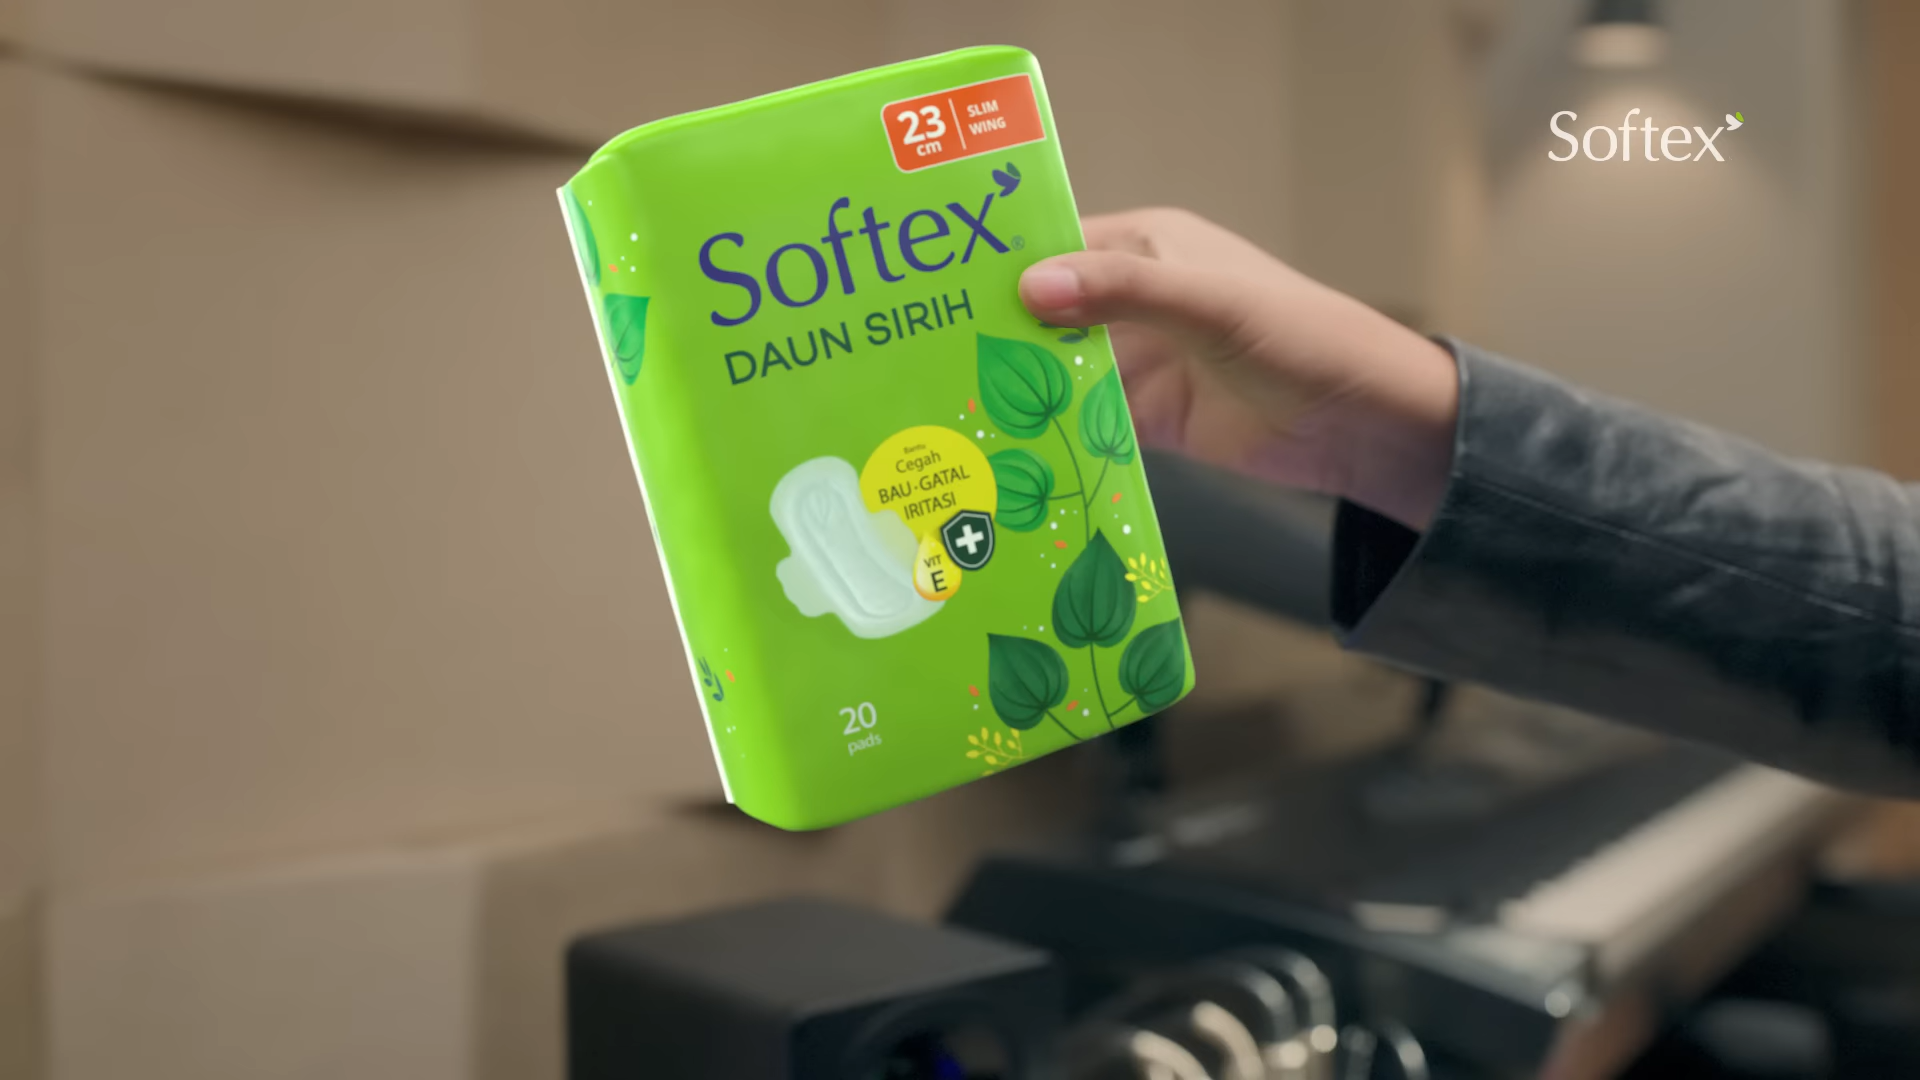 23
cm
SLIM
WING
Softex®
DAUN SIRIH
Bantu
Cegah
BAU-GATAL
IRITASI
VIT
E
20
pads
Softex